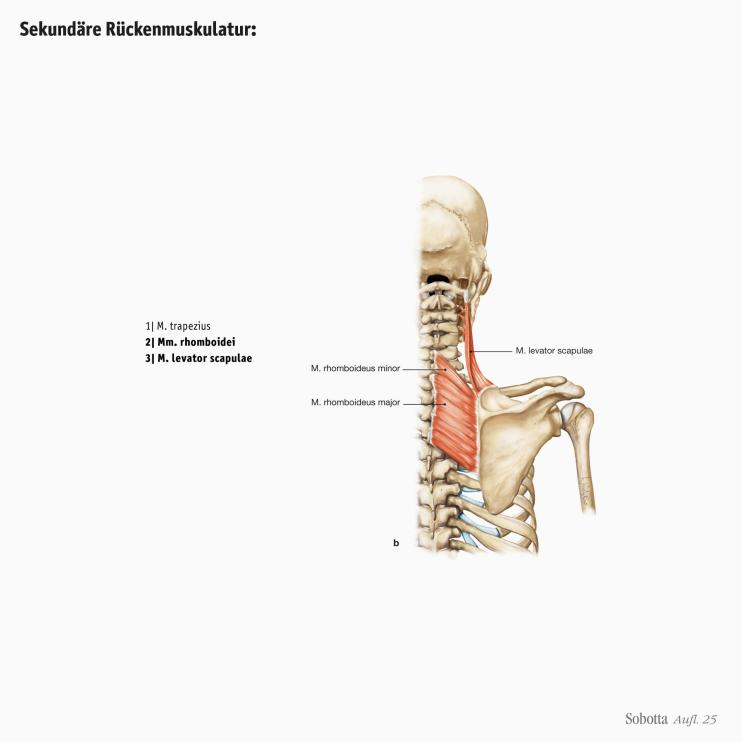 Sekundäre Rückenmuskulatur:
1| M. trapezius
2| Mm. rhomboidei
3| M. levator scapulae
M. levator scapulae
M. rhomboideus minor
M. rhomboideus major
b
Sobotta Aufl. 25